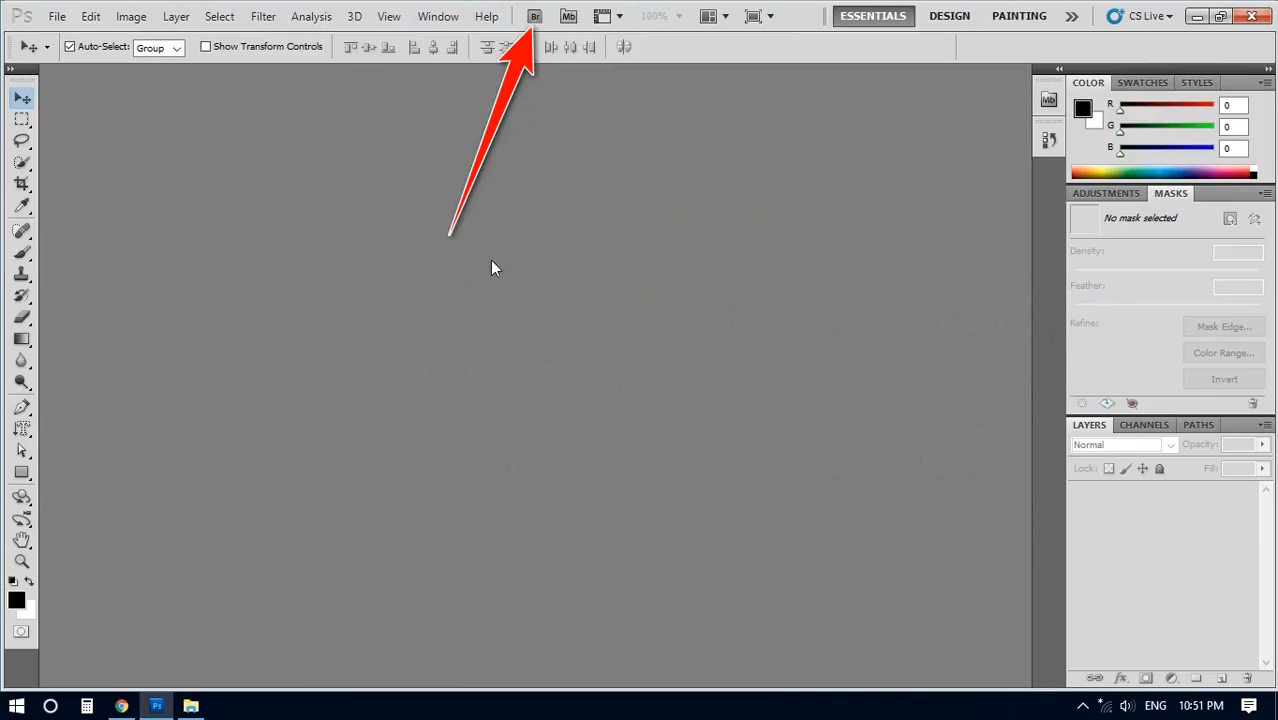 Ps File Edit Image Layer Select Filter Analysis 3D View Window Help Br Mb 100% ESSENTIALS DESIGN PAINTING CS Live
Auto-Select: Group Show Transform Controls
COLOR SWATCHES STYLES
Mb
R 0
G 0
B 0
ADJUSTMENTS MASKS
No mask selected
Density:
Feather:
Refine: Mask Edge...
Color Range...
Invert
LAYERS CHANNELS PATHS
Normal Opacity:
Lock: Fill:
Ps ENG 10:51 PM